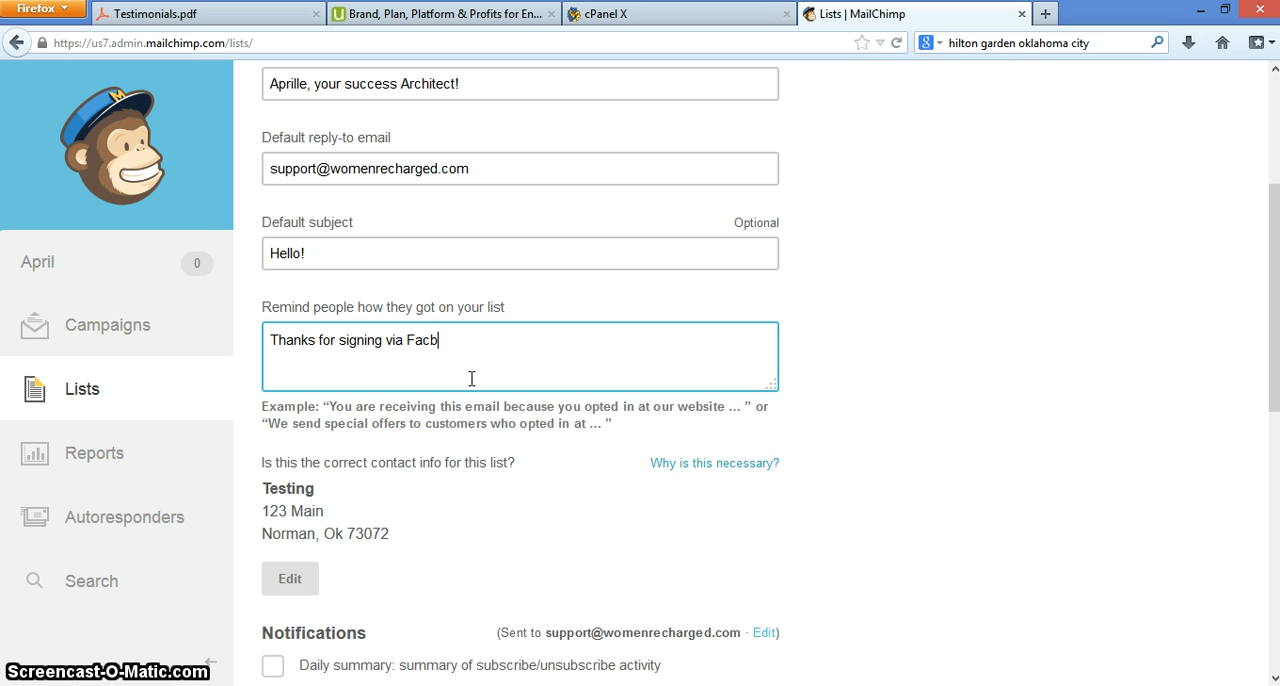 Firefox
Testimonials.pdf
Brand, Plan, Platform & Profits for En...
cPanel X
Lists | MailChimp
https://us7.admin.mailchimp.com/lists/
hilton garden oklahoma city
Aprille, your success Architect!
Default reply-to email
support@womenrecharged.com
Default subject
Optional
Hello!
Remind people how they got on your list
Thanks for signing via Facb
Example: “You are receiving this email because you opted in at our website ... ” or
“We send special offers to customers who opted in at ... ”
Is this the correct contact info for this list?
Why is this necessary?
Testing
123 Main
Norman, Ok 73072
Edit
Notifications
(Sent to support@womenrecharged.com · Edit)
Daily summary: summary of subscribe/unsubscribe activity
April
0
Campaigns
Lists
Reports
Autoresponders
Search
Screencast-O-Matic.com